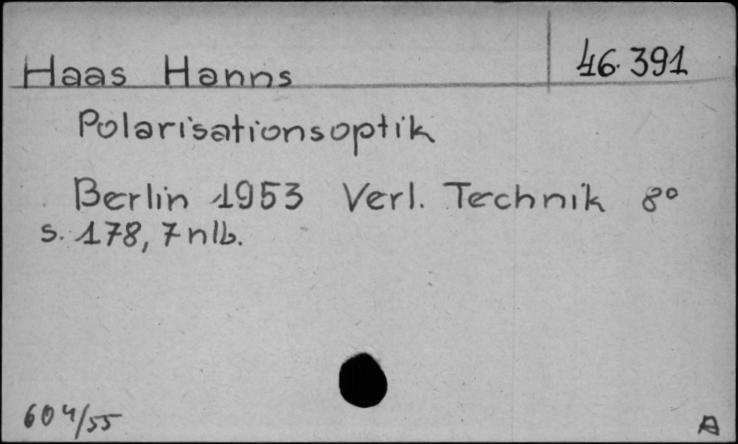 Haas Hanns 46.391
Polarisationsoptik
Berlin 1953 Verl. Technik 8°
s. 178, 7 nlb.
604/55
A